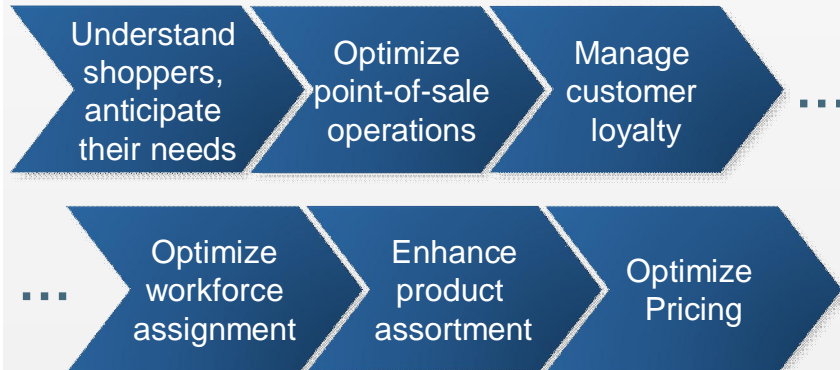 Understand
shoppers,
anticipate
their needs
Optimize
point-of-sale
operations
Manage
customer
loyalty
...
...
Optimize
workforce
assignment
Enhance
product
assortment
Optimize
Pricing